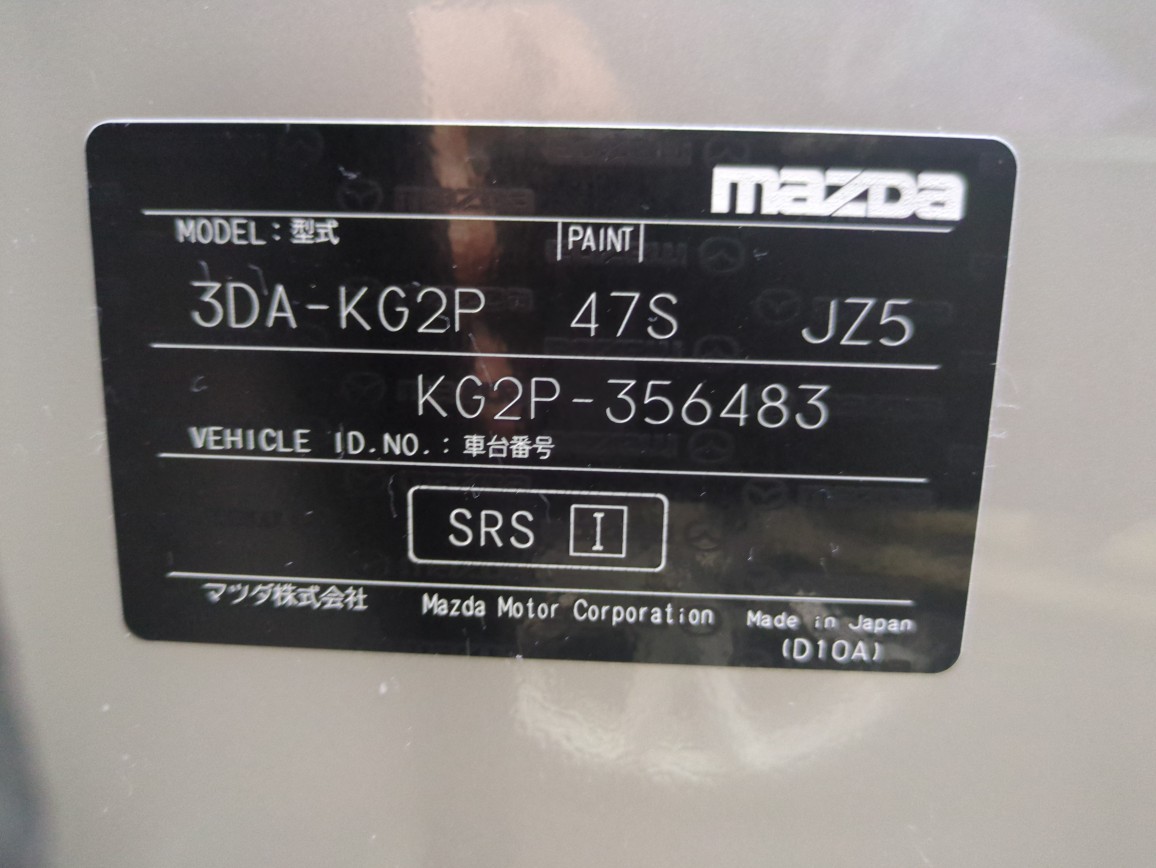 mazda
MODEL:型式 PAINT
3DA-KG2P 47S JZ5
KG2P-356483
VEHICLE ID.NO.:車台番号
SRS I
マツダ株式会社 Mazda Motor Corporation Made in Japan
(D10A)